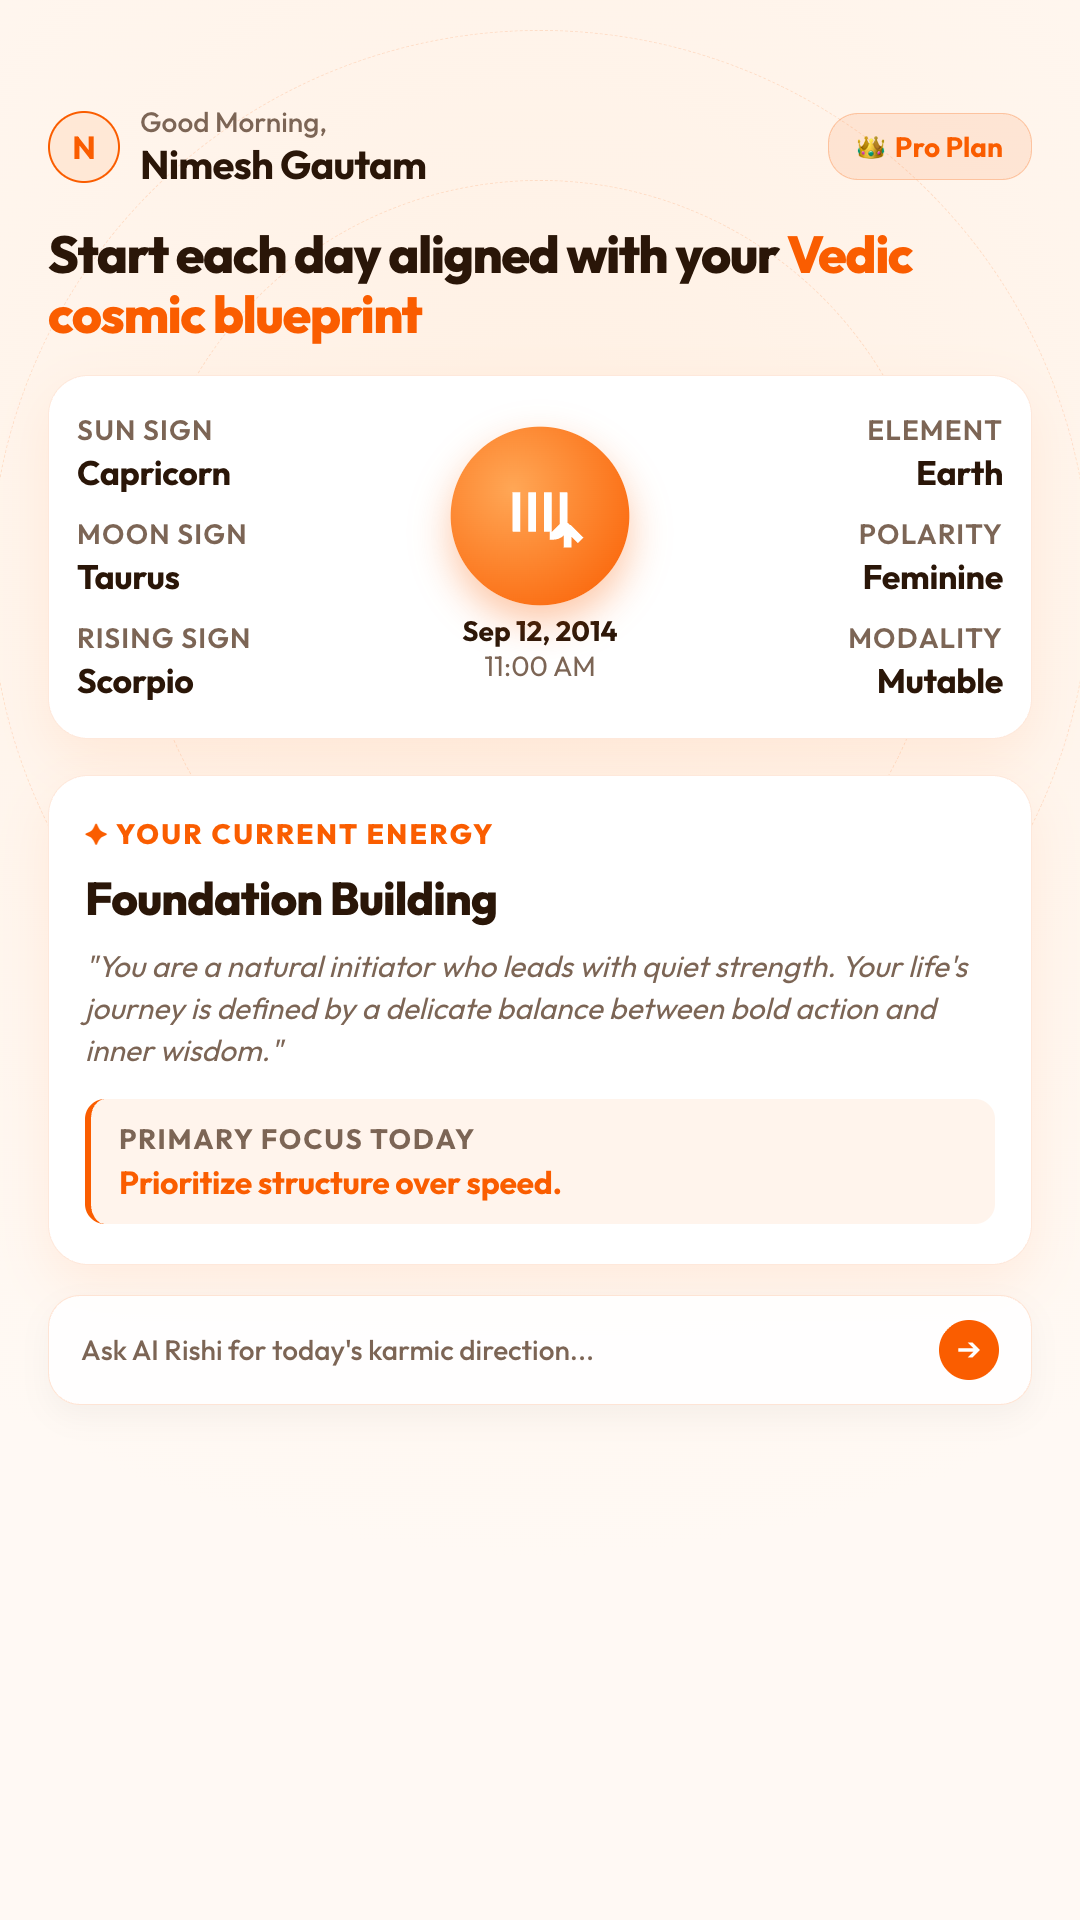 N
Good Morning,
Nimesh Gautam
👑 Pro Plan
Start each day aligned with your Vedic
cosmic blueprint
SUN SIGN
Capricorn
MOON SIGN
Taurus
RISING SIGN
Scorpio
Sep 12, 2014
11:00 AM
ELEMENT
Earth
POLARITY
Feminine
MODALITY
Mutable
✦ YOUR CURRENT ENERGY
Foundation Building
"You are a natural initiator who leads with quiet strength. Your life's
journey is defined by a delicate balance between bold action and
inner wisdom."
PRIMARY FOCUS TODAY
Prioritize structure over speed.
Ask AI Rishi for today's karmic direction...